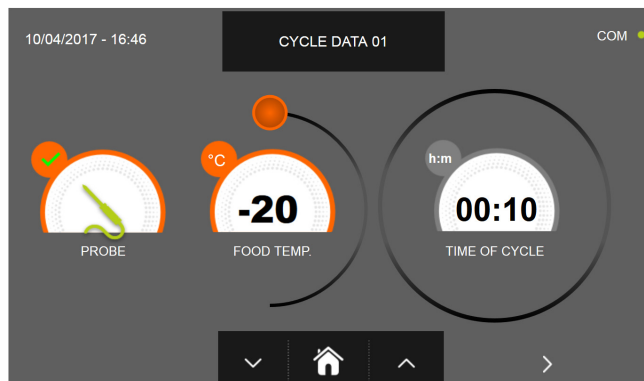 10/04/2017 - 16:46
CYCLE DATA 01
COM
°C
h:m
-20
00:10
PROBE
FOOD TEMP.
TIME OF CYCLE